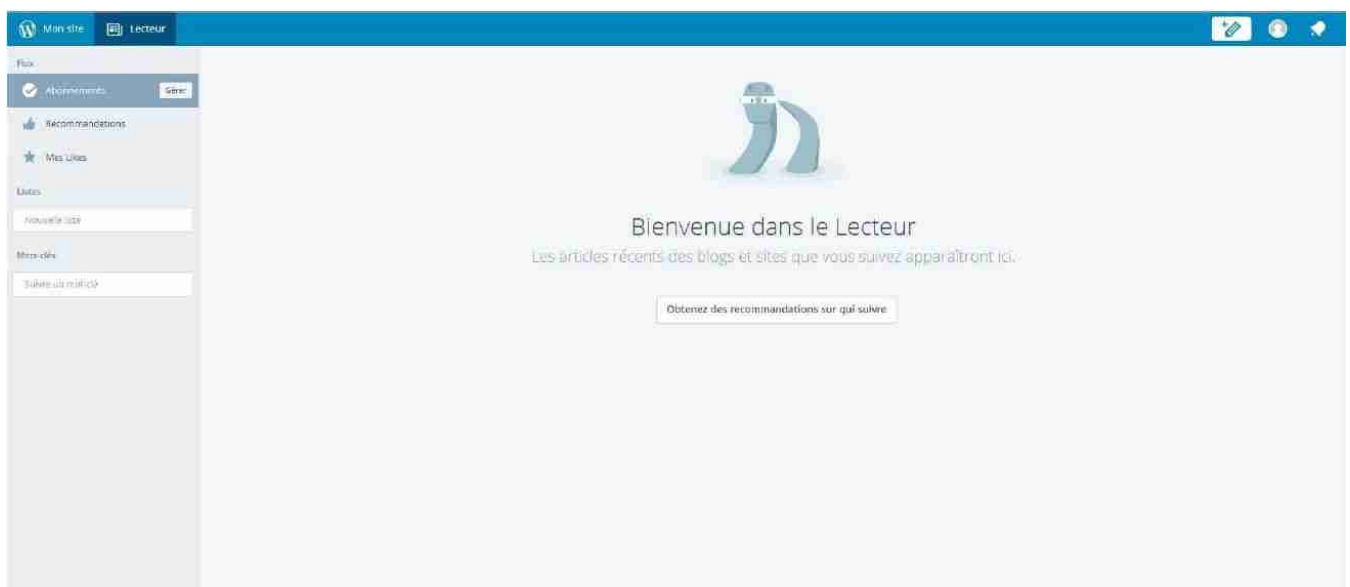 Mon site
Lecteur
Flux
Abonnements
Gérer
Recommandations
Mes Likes
Listes
Nouvelle liste
Mots-clés
Suivre un mot-clé
Bienvenue dans le Lecteur
Les articles récents des blogs et sites que vous suivez apparaîtront ici.
Obtenez des recommandations sur qui suivre